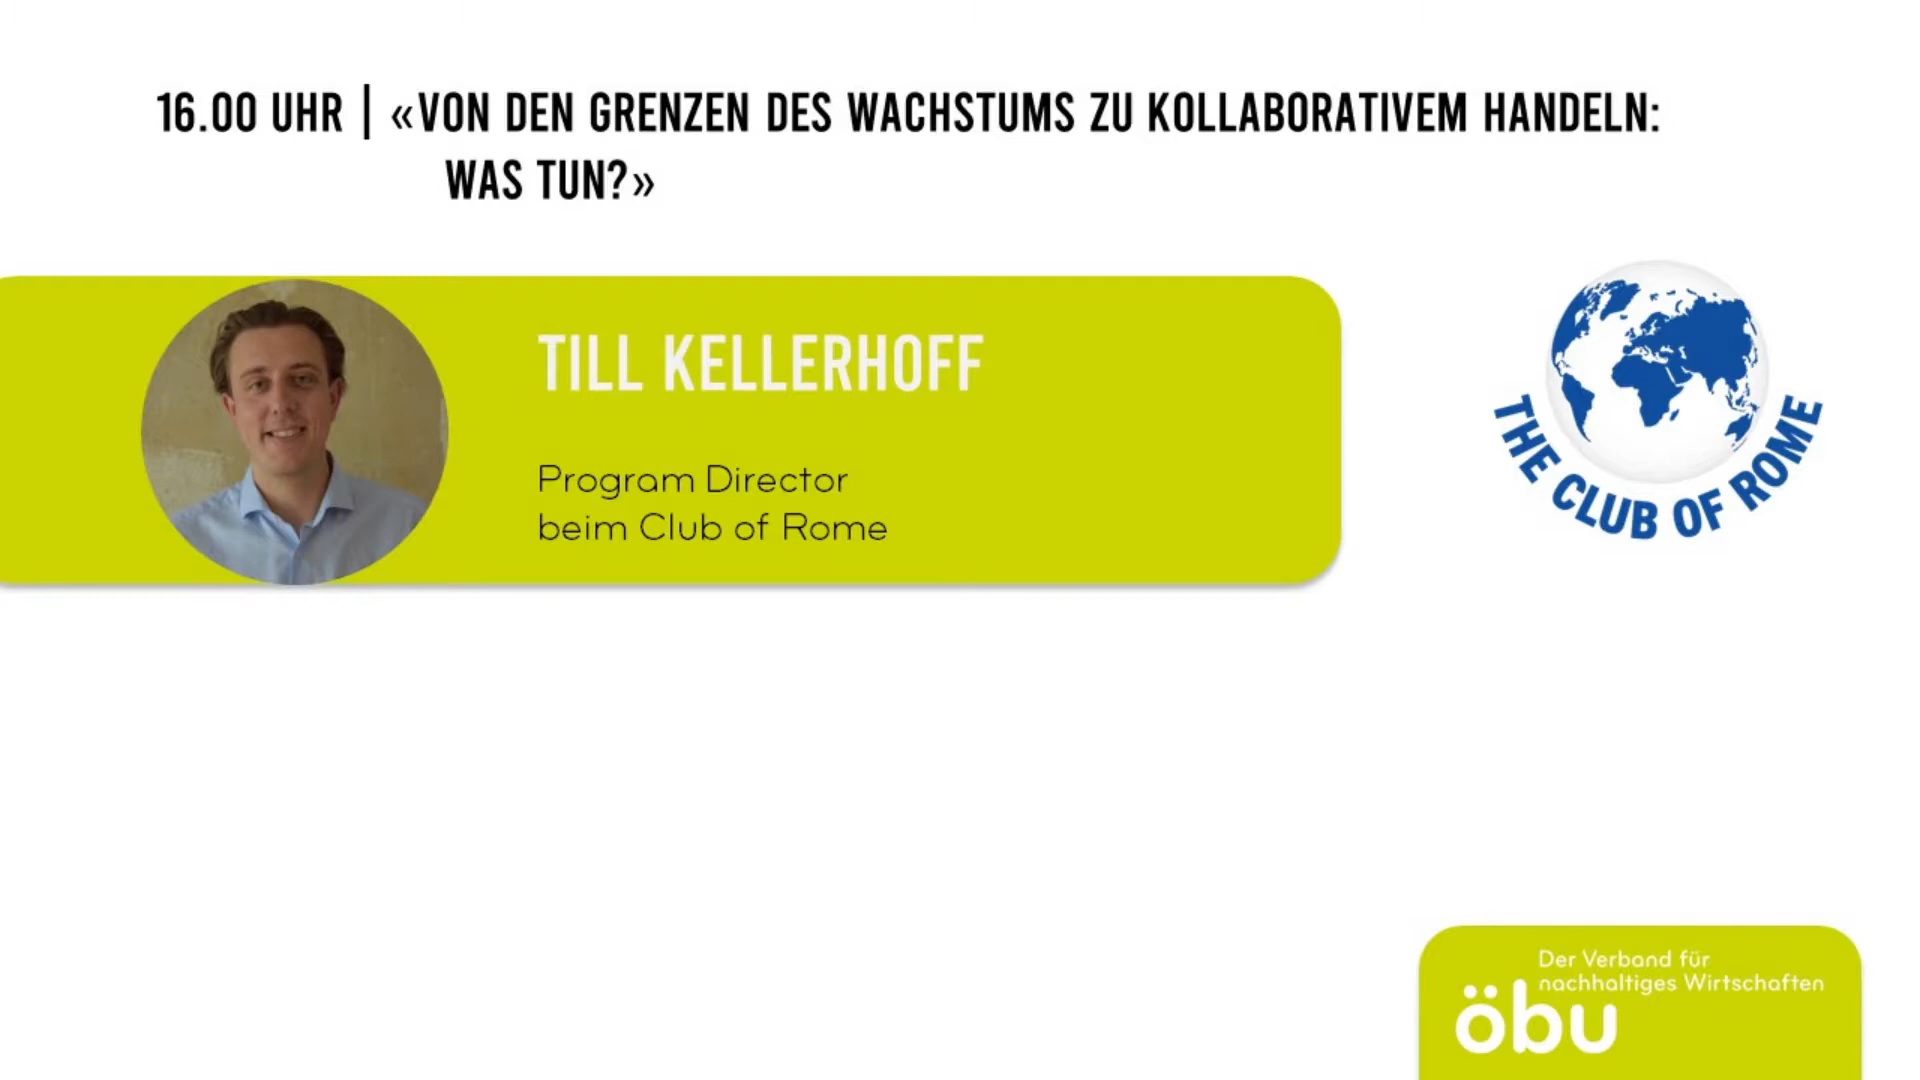 16.00 UHR | «VON DEN GRENZEN DES WACHSTUMS ZU KOLLABORATIVEM HANDELN:
WAS TUN?»
TILL KELLERHOFF
Program Director
beim Club of Rome
THE CLUB OF ROME
Der Verband für
nachhaltiges Wirtschaften
öbu